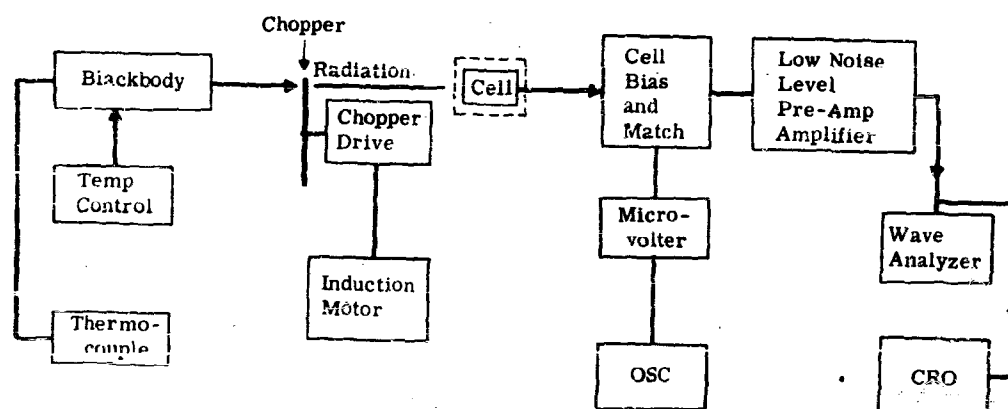 Chopper
Blackbody
Radiation
Cell
Cell
Bias
and
Match
Low Noise
Level
Pre-Amp
Amplifier
Chopper
Drive
Temp
Control
Micro-
volter
Wave
Analyzer
Induction
Motor
Thermo-
couple
OSC
CRO